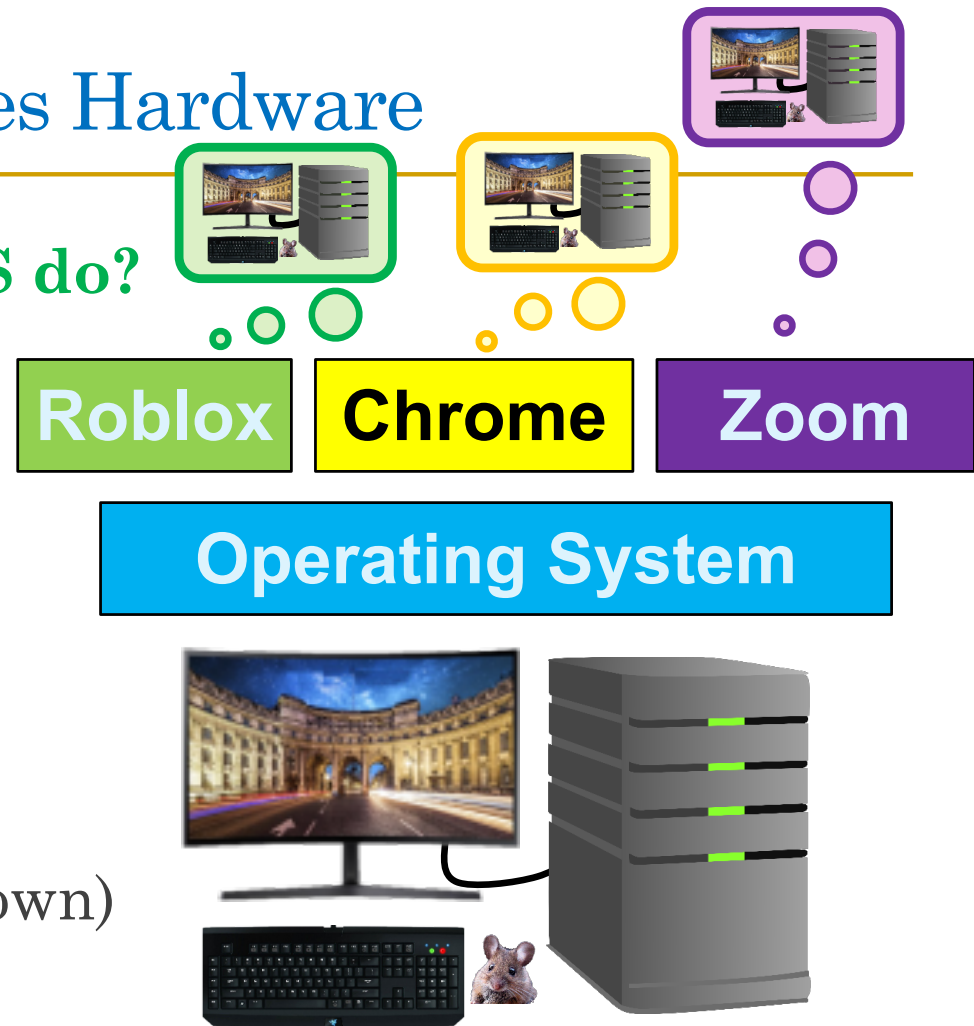 es Hardware
S do?
Roblox Chrome Zoom
Operating System
own)